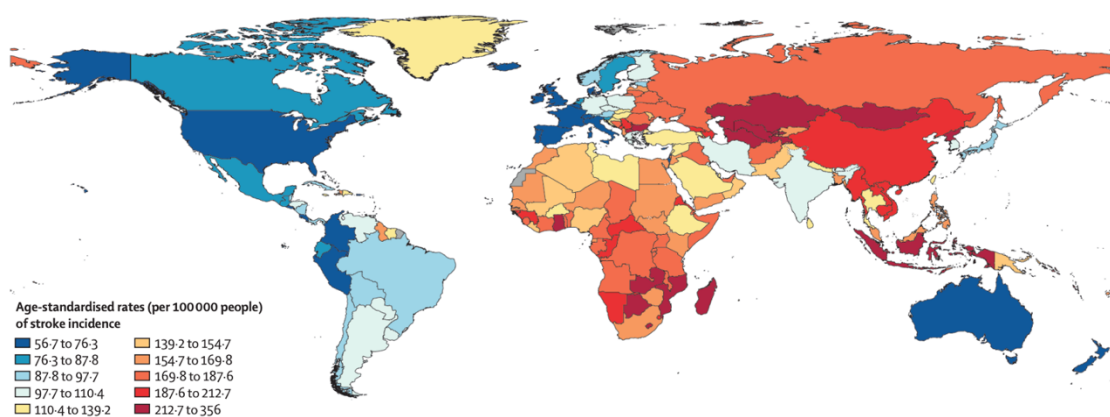 Age-standardised rates (per 100 000 people)
of stroke incidence
56·7 to 76·3
76·3 to 87·8
87·8 to 97·7
97·7 to 110·4
110·4 to 139·2
139·2 to 154·7
154·7 to 169·8
169·8 to 187·6
187·6 to 212·7
212·7 to 356